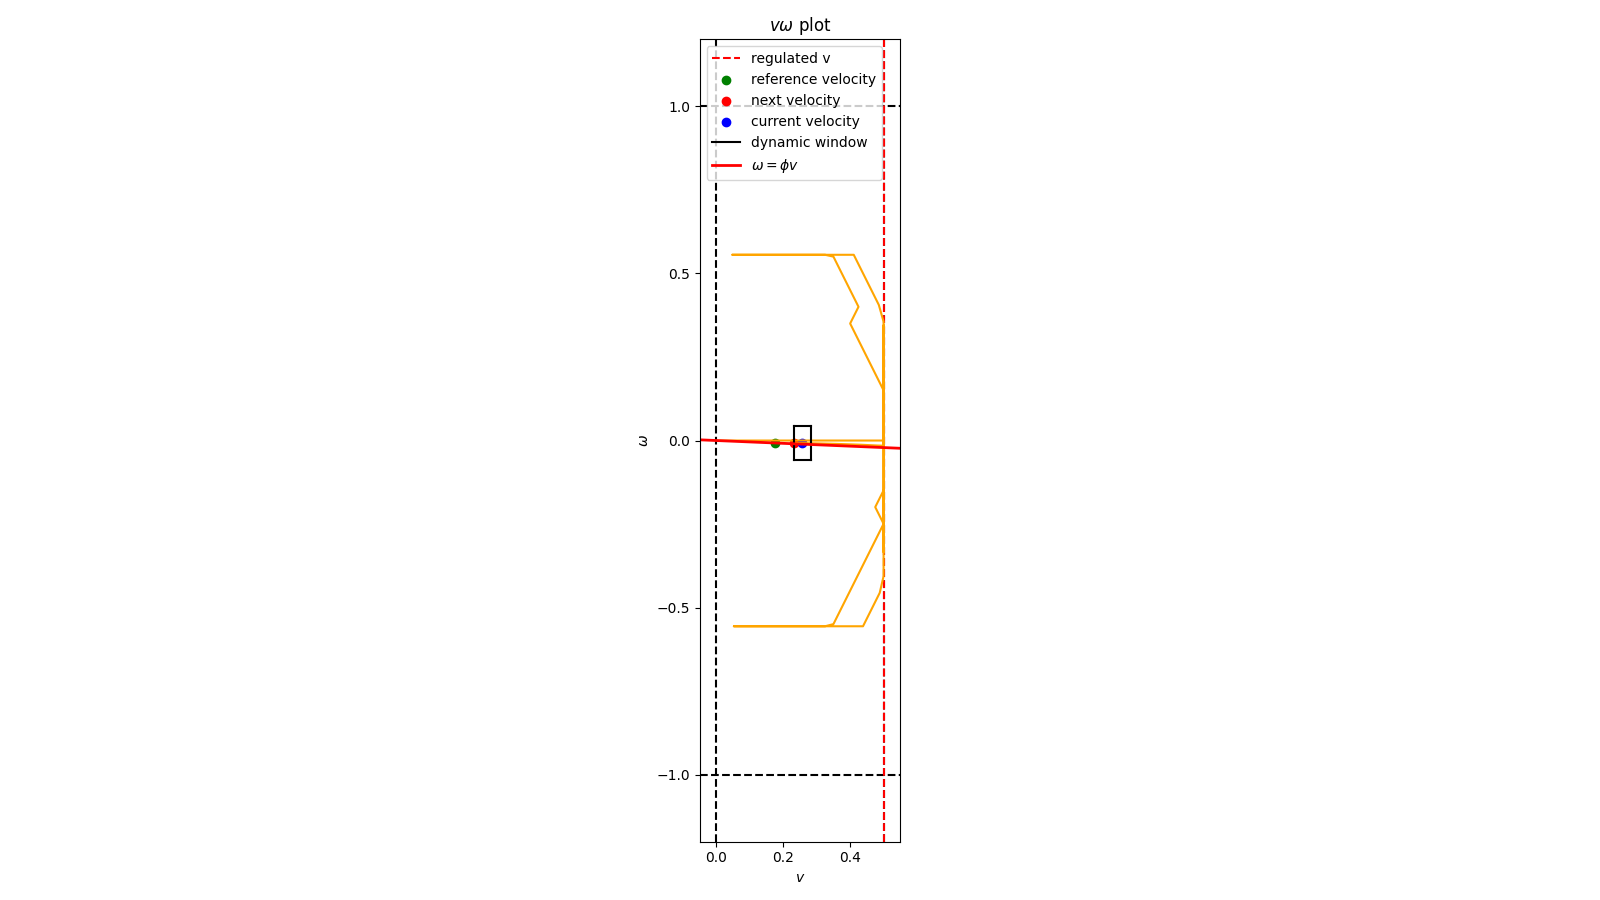 vω plot
regulated v
reference velocity
next velocity
current velocity
dynamic window
ω = ϕv
1.0
0.5
0.0
−0.5
−1.0
ω
0.0 0.2 0.4
v